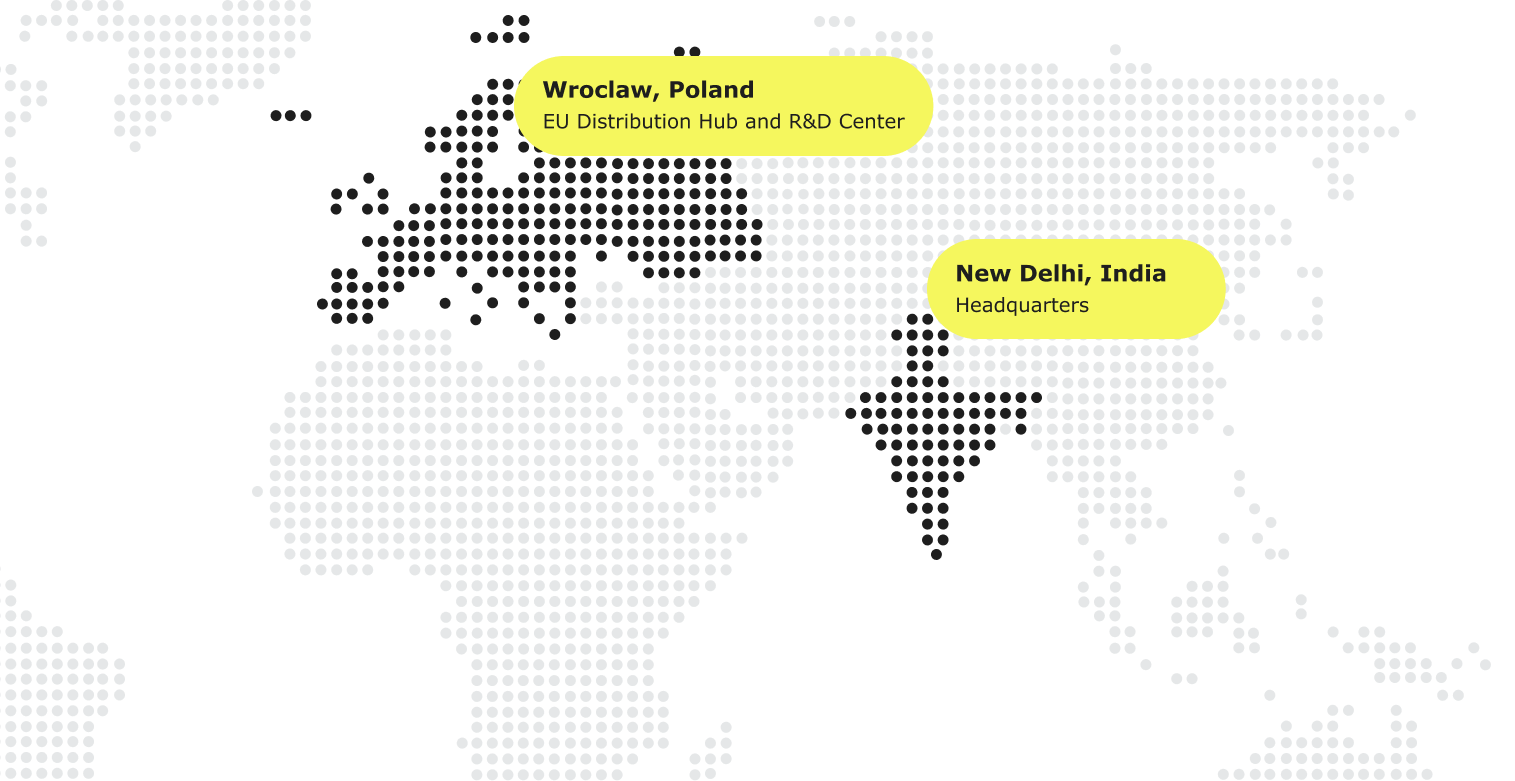 Wroclaw, Poland
EU Distribution Hub and R&D Center
New Delhi, India
Headquarters